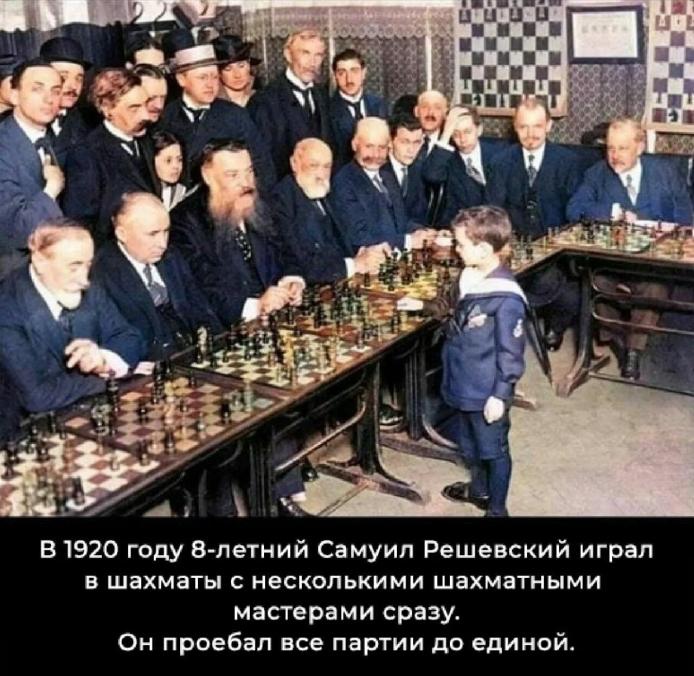 В 1920 году 8-летний Самуил Решевский играл
в шахматы с несколькими шахматными
мастерами сразу.
Он проебал все партии до единой.